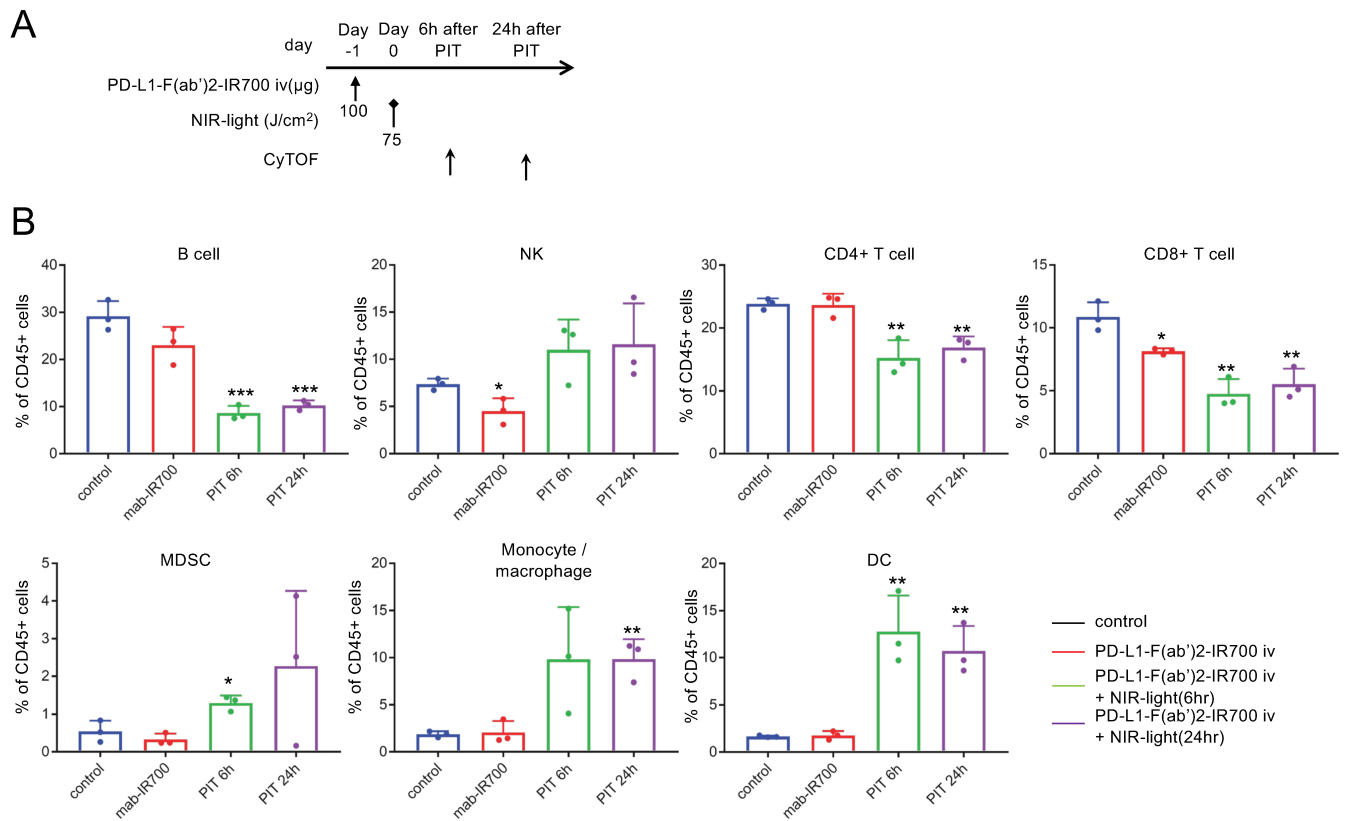 A
day
Day Day 6h after 24h after
-1 0 PIT PIT
PD-L1-F(ab')2-IR700 iv(µg)
100
NIR-light (J/cm2)
75
CyTOF
B
B cell
% of CD45+ cells
40
30
20
10
0
*** ***
control mab-IR700 PIT 6h PIT 24h
NK
% of CD45+ cells
20
15
10
5
0
*
control mab-IR700 PIT 6h PIT 24h
CD4+ T cell
% of CD45+ cells
30
20
10
0
** **
control mab-IR700 PIT 6h PIT 24h
CD8+ T cell
% of CD45+ cells
15
10
5
0
* ** **
control mab-IR700 PIT 6h PIT 24h
MDSC
% of CD45+ cells
5
4
3
2
1
0
*
control mab-IR700 PIT 6h PIT 24h
Monocyte /
macrophage
% of CD45+ cells
20
15
10
5
0
**
control mab-IR700 PIT 6h PIT 24h
DC
% of CD45+ cells
20
15
10
5
0
** **
control mab-IR700 PIT 6h PIT 24h
control
PD-L1-F(ab')2-IR700 iv
PD-L1-F(ab')2-IR700 iv
+ NIR-light(6hr)
PD-L1-F(ab')2-IR700 iv
+ NIR-light(24hr)